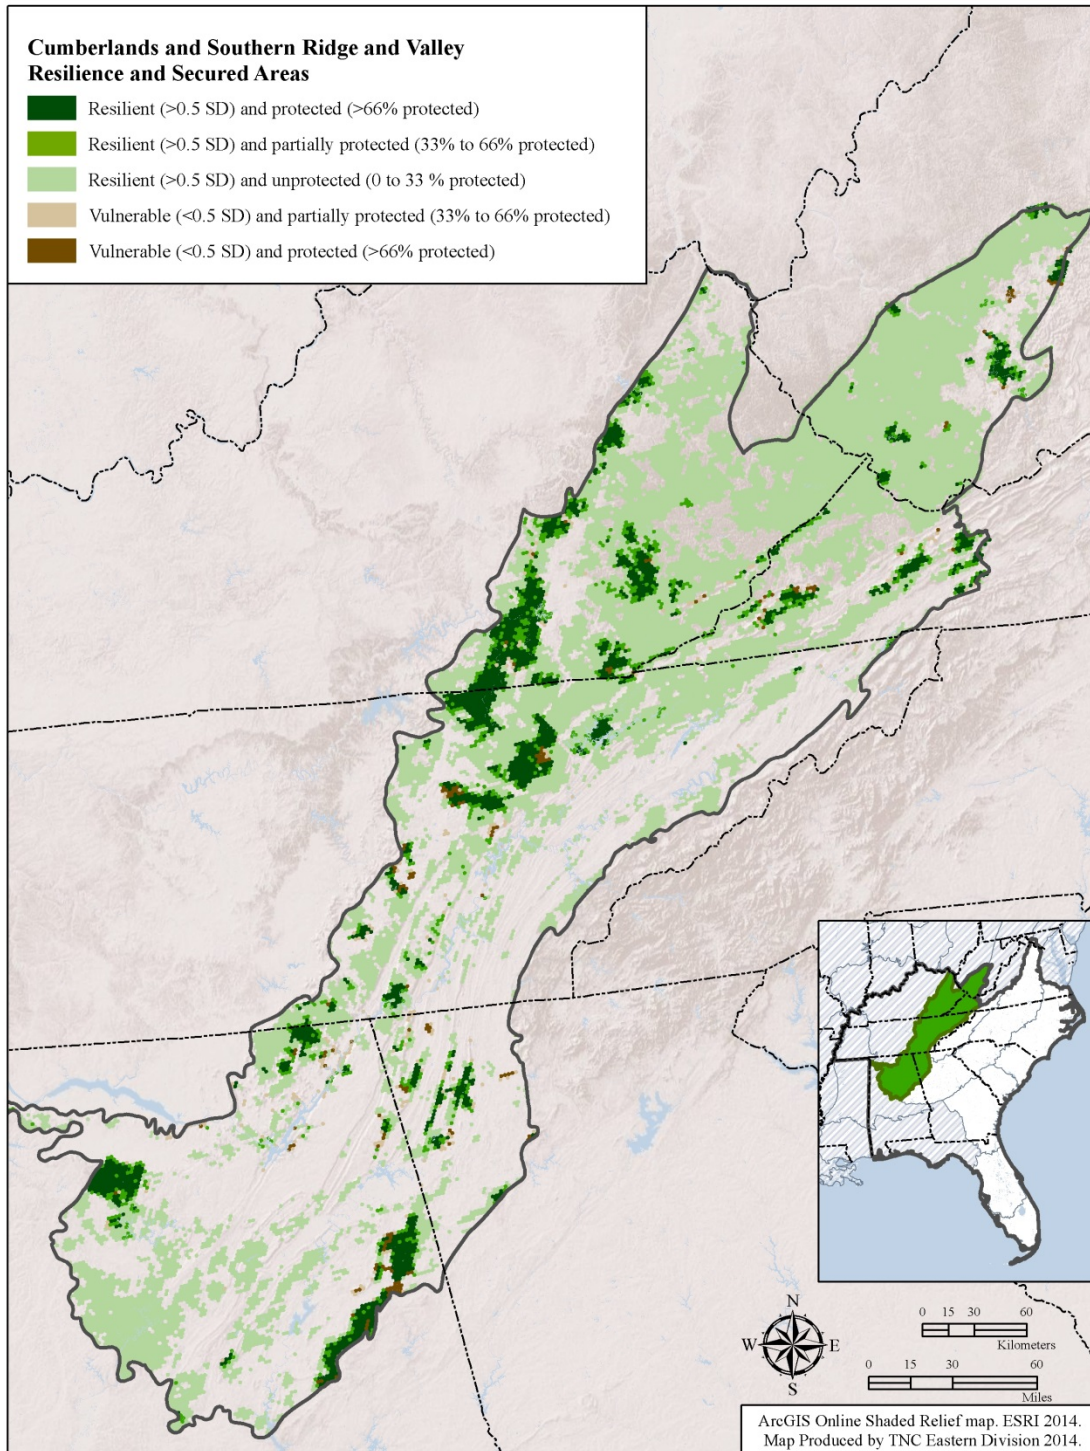 Cumberlands and Southern Ridge and Valley
Resilience and Secured Areas
Resilient (>0.5 SD) and protected (>66% protected)
Resilient (>0.5 SD) and partially protected (33% to 66% protected)
Resilient (>0.5 SD) and unprotected (0 to 33 % protected)
Vulnerable (<0.5 SD) and partially protected (33% to 66% protected)
Vulnerable (<0.5 SD) and protected (>66% protected)
N
W E
S
0 15 30 60
Kilometers
0 15 30 60
Miles
ArcGIS Online Shaded Relief map. ESRI 2014.
Map Produced by TNC Eastern Division 2014.